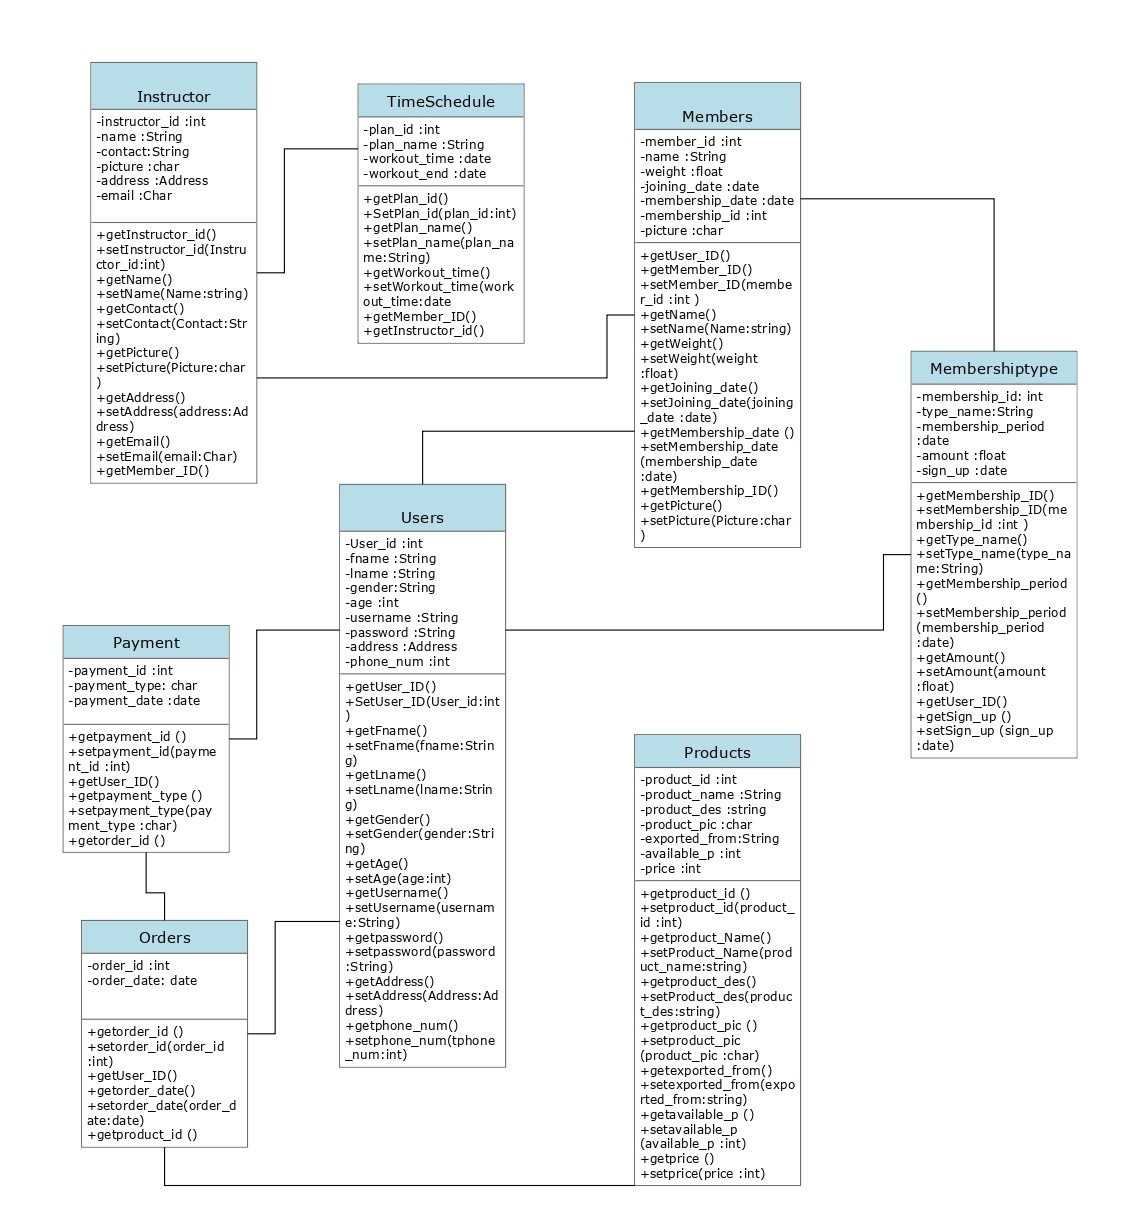 Instructor
-instructor_id :int
-name :String
-contact:String
-picture :char
-address :Address
-email :Char
+getInstructor_id()
+setInstructor_id(Instru
ctor_id:int)
+getName()
+setName(Name:string)
+getContact()
+setContact(Contact:Str
ing)
+getPicture()
+setPicture(Picture:char
)
+getAddress()
+setAddress(address:Ad
dress)
+getEmail()
+setEmail(email:Char)
+getMember_ID()
TimeSchedule
-plan_id :int
-plan_name :String
-workout_time :date
-workout_end :date
+getPlan_id()
+SetPlan_id(plan_id:int)
+getPlan_name()
+setPlan_name(plan_na
me:String)
+getWorkout_time()
+setWorkout_time(work
out_time:date
+getMember_ID()
+getInstructor_id()
Members
-member_id :int
-name :String
-weight :float
-joining_date :date
-membership_date :date
-membership_id :int
-picture :char
+getUser_ID()
+getMember_ID()
+setMember_ID(membe
r_id :int )
+getName()
+setName(Name:string)
+getWeight()
+setWeight(weight
:float)
+getJoining_date()
+setJoining_date(joining
_date :date)
+getMembership_date ()
+setMembership_date
(membership_date
:date)
+getMembership_ID()
+getPicture()
+setPicture(Picture:char
)
Membershiptype
-membership_id: int
-type_name:String
-membership_period
:date
-amount :float
-sign_up :date
+getMembership_ID()
+setMembership_ID(me
mbership_id :int )
+getType_name()
+setType_name(type_na
me:String)
+getMembership_period
()
+setMembership_period
(membership_period
:date)
+getAmount()
+setAmount(amount
:float)
+getUser_ID()
+getSign_up ()
+setSign_up (sign_up
:date)
Users
-User_id :int
-fname :String
-lname :String
-gender:String
-age :int
-username :String
-password :String
-address :Address
-phone_num :int
+getUser_ID()
+SetUser_ID(User_id:int
)
+getFname()
+setFname(fname:Strin
g)
+getLname()
+setLname(lname:Strin
g)
+getGender()
+setGender(gender:Stri
ng)
+getAge()
+setAge(age:int)
+getUsername()
+setUsername(usernam
e:String)
+getpassword()
+setpassword(password
:String)
+getAddress()
+setAddress(Address:Ad
dress)
+getphone_num()
+setphone_num(tphone
_num:int)
Payment
-payment_id :int
-payment_type: char
-payment_date :date
+getpayment_id ()
+setpayment_id(payme
nt_id :int)
+getUser_ID()
+getpayment_type ()
+setpayment_type(pay
ment_type :char)
+getorder_id ()
Products
-product_id :int
-product_name :String
-product_des :string
-product_pic :char
-exported_from:String
-available_p :int
-price :int
+getproduct_id ()
+setproduct_id(product_
id :int)
+getproduct_Name()
+setProduct_Name(prod
uct_name:string)
+getproduct_des()
+setProduct_des(produc
t_des:string)
+getproduct_pic ()
+setproduct_pic
(product_pic :char)
+getexported_from()
+setexported_from(expo
rted_from:string)
+getavailable_p ()
+setavailable_p
(available_p :int)
+getprice ()
+setprice(price :int)
Orders
-order_id :int
-order_date: date
+getorder_id ()
+setorder_id(order_id
:int)
+getUser_ID()
+getorder_date()
+setorder_date(order_d
ate:date)
+getproduct_id ()